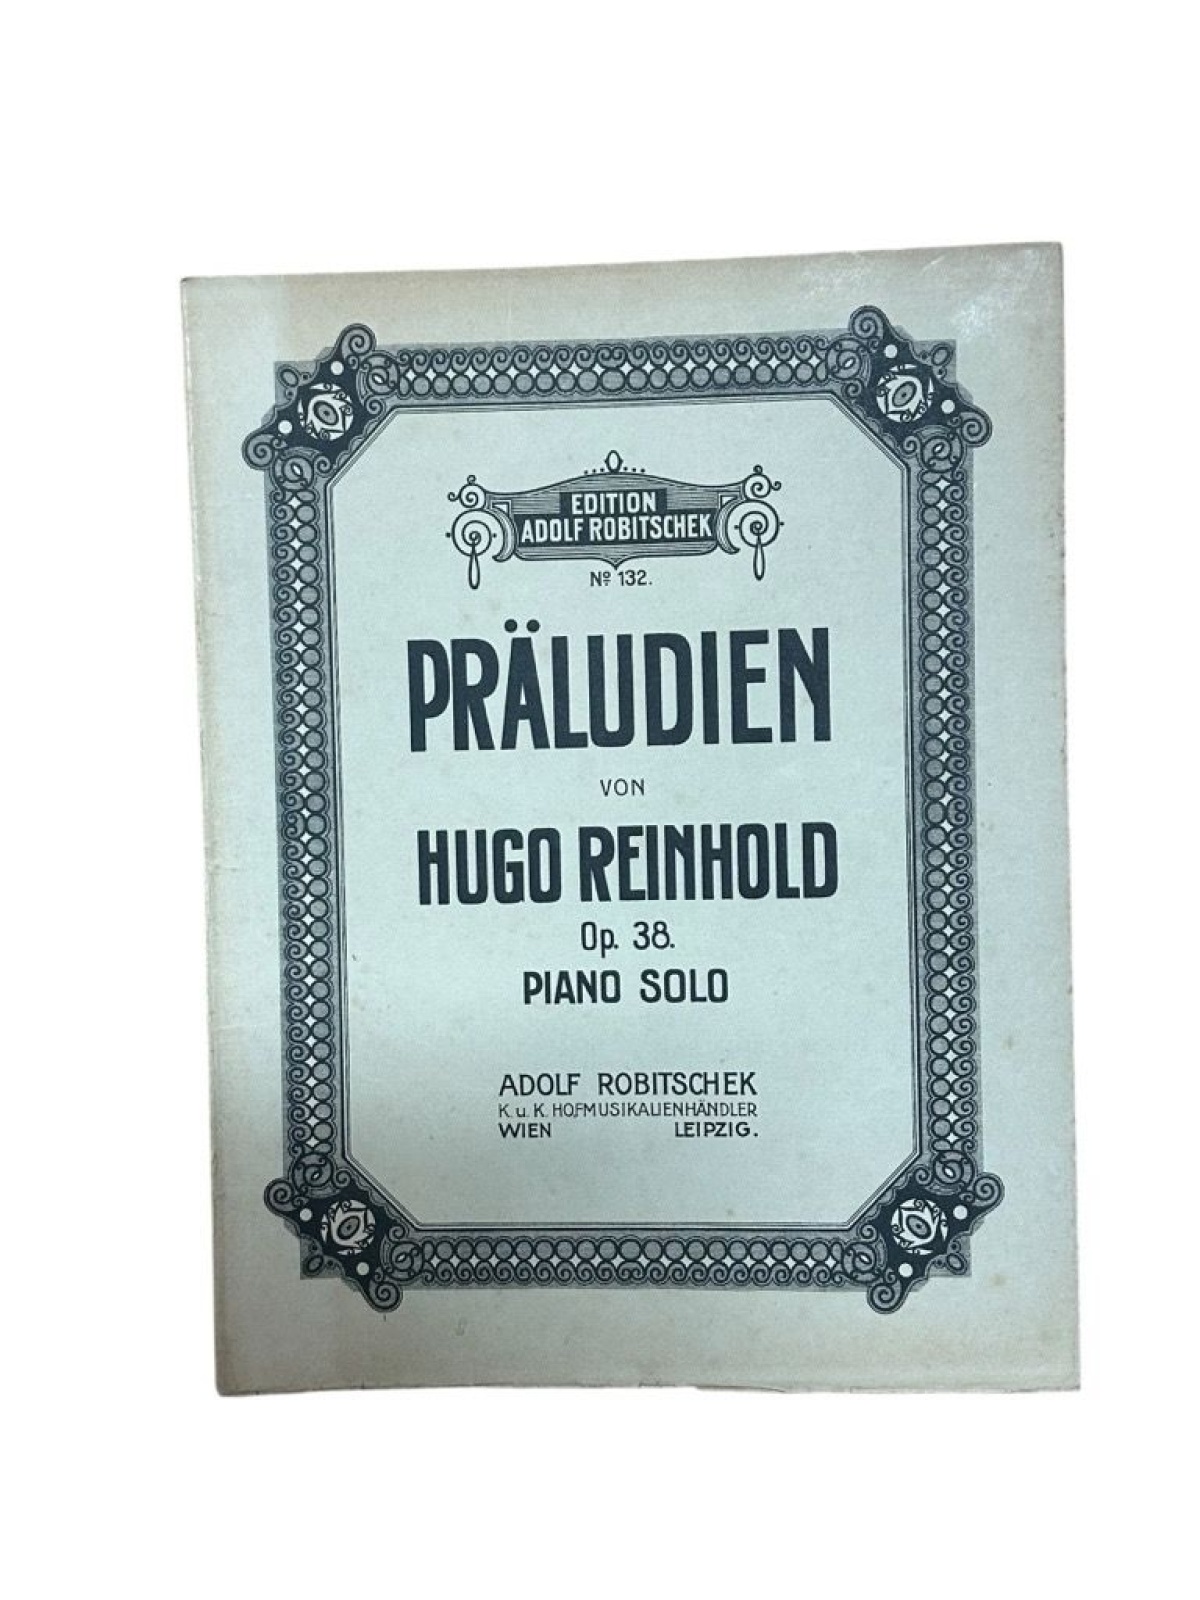 EDITION
ADOLF ROBITSCHEK
No 132.
PRÄLUDIEN
VON
HUGO REINHOLD
Op. 38.
PIANO SOLO
ADOLF ROBITSCHEK
K. u. K. HOFMUSIKALIENHÄNDLER
WIEN LEIPZIG.